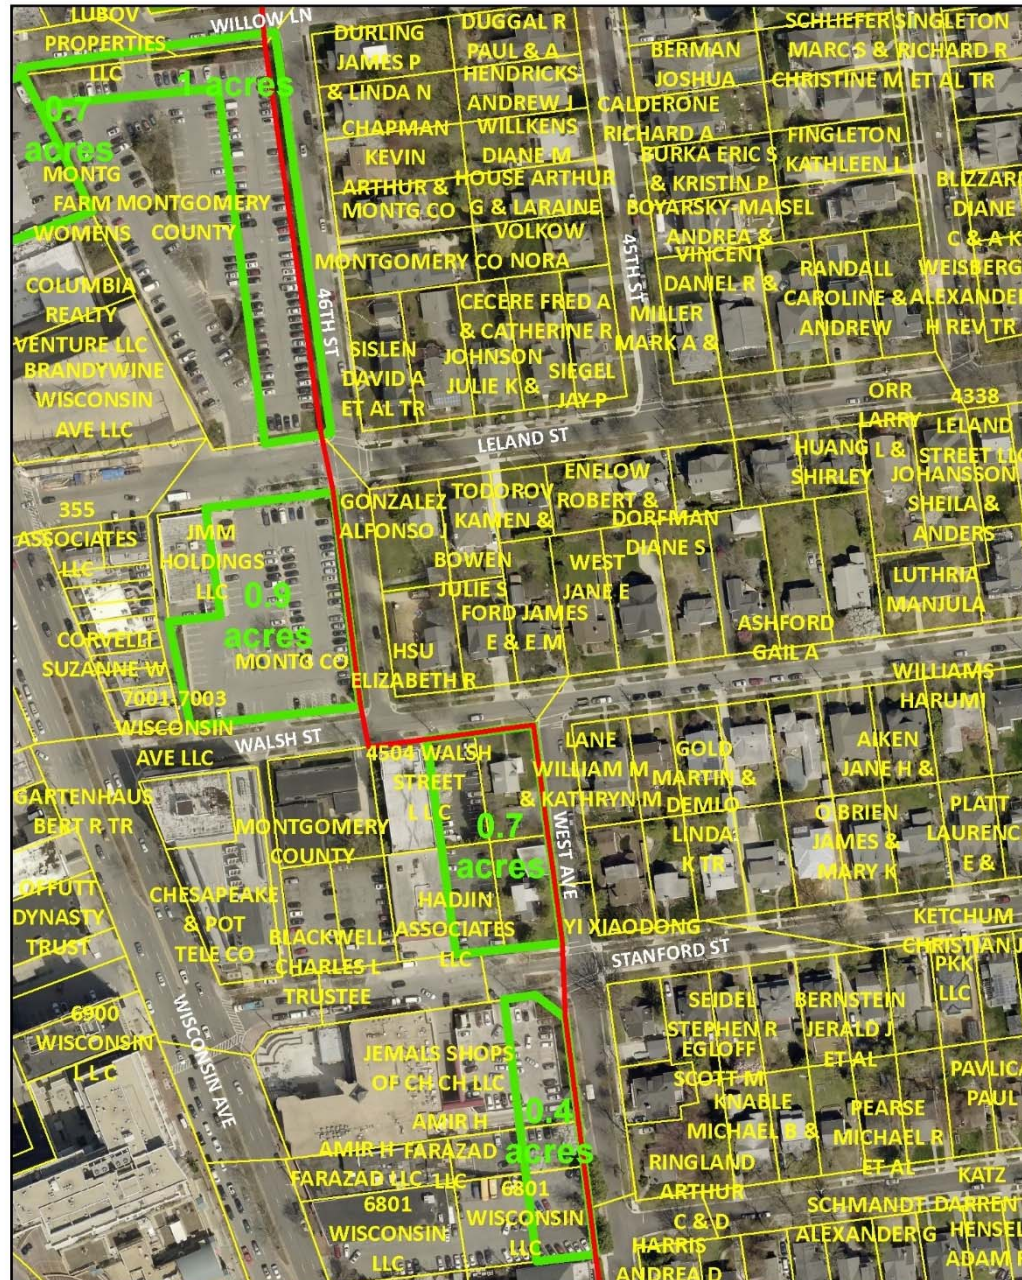 WILLOW LN
LUBOV
PROPERTIES
LLC
1 acres
0.7
acres
DURLING
JAMES P
& LINDA N
DUGGAL R
PAUL & A
HENDRICKS
ANDREW J
BERMAN
JOSHUA
SCHLIEFER
MARC S &
CHRISTINE M
SINGLETON
RICHARD R
ET AL TR
CHAPMAN
KEVIN
WILLKENS
DIANE M
CALDERONE
RICHARD A
BURKA ERIC S
& KRISTIN P
FINGLETON
KATHLEEN L
MONTG
FARM
WOMENS
MONTGOMERY
COUNTY
ARTHUR &
MONTG CO
HOUSE ARTHUR
G & LARAINE
BOYARSKY-MAISEL
ANDREA &
BLIZZARD
DIANE
C & A K
VOLKOW
NORA
MONTGOMERY CO
45TH ST
VINCENT
DANIEL R &
RANDALL
CAROLINE &
ANDREW
WEISBERG
ALEXANDER
H REV TR
COLUMBIA
REALTY
VENTURE LLC
46TH ST
CECERE FRED A
& CATHERINE R
MILLER
MARK A &
BRANDYWINE
WISCONSIN
AVE LLC
SISLEN
DAVID A
ET AL TR
JOHNSON
JULIE K &
SIEGEL
JAY P
ORR
LARRY
L &
4338
LELAND
STREET LLC
LELAND ST
HUANG
SHIRLEY
JOHANSSON
SHEILA &
ANDERS
355
ASSOCIATES
LLC
JMM
HOLDINGS
LLC
GONZALEZ
ALFONSO J
TODOROV
KAMEN &
ENELOW
ROBERT &
DORFMAN
DIANE S
0.9
acres
BOWEN
JULIE S
WEST
JANE E
LUTHRIA
MANJULA
CORVELLI
SUZANNE W
MONTG CO
HSU
ELIZABETH R
FORD JAMES
E & E M
ASHFORD
GAIL A
WILLIAMS
HARUMI
7001-7003
WISCONSIN
AVE LLC
WALSH ST
4504 WALSH
STREET
L L C
LANE
WILLIAM M
& KATHRYN M
GOLD
MARTIN &
DEMLO
LINDA
K TR
AIKEN
JANE H &
GARTENHAUS
BERT R TR
MONTGOMERY
COUNTY
0.7
acres
WEST AVE
O'BRIEN
JAMES &
MARY K
PLATT
LAURENC
E &
OFFUTT
DYNASTY
TRUST
CHESAPEAKE
& POT
TELE CO
BLACKWELL
CHARLES L
TRUSTEE
HADJIN
ASSOCIATES
LLC
YI XIAODONG
STANFORD ST
KETCHUM
CHRISTIAN J
PKK
LLC
WISCONSIN AVE
6900
WISCONSIN
L L C
SEIDEL
STEPHEN R
BERNSTEIN
JERALD J
ET AL
JEMALS SHOPS
OF CH CH LLC
EGLOFF
SCOTT M
PAVLICA
PAUL
0.4
acres
AMIR H
FARAZAD
LLC
AMIR H
FARAZAD LLC
KNABLE
MICHAEL B &
PEARSE
MICHAEL R
ET AL
6801
WISCONSIN
LLC
6801
WISCONSIN
LLC
RINGLAND
ARTHUR
C & D
SCHMANDT
ALEXANDER G
KATZ
DARREN
HARRIS
ANDREA D
HENSEL
ADAM